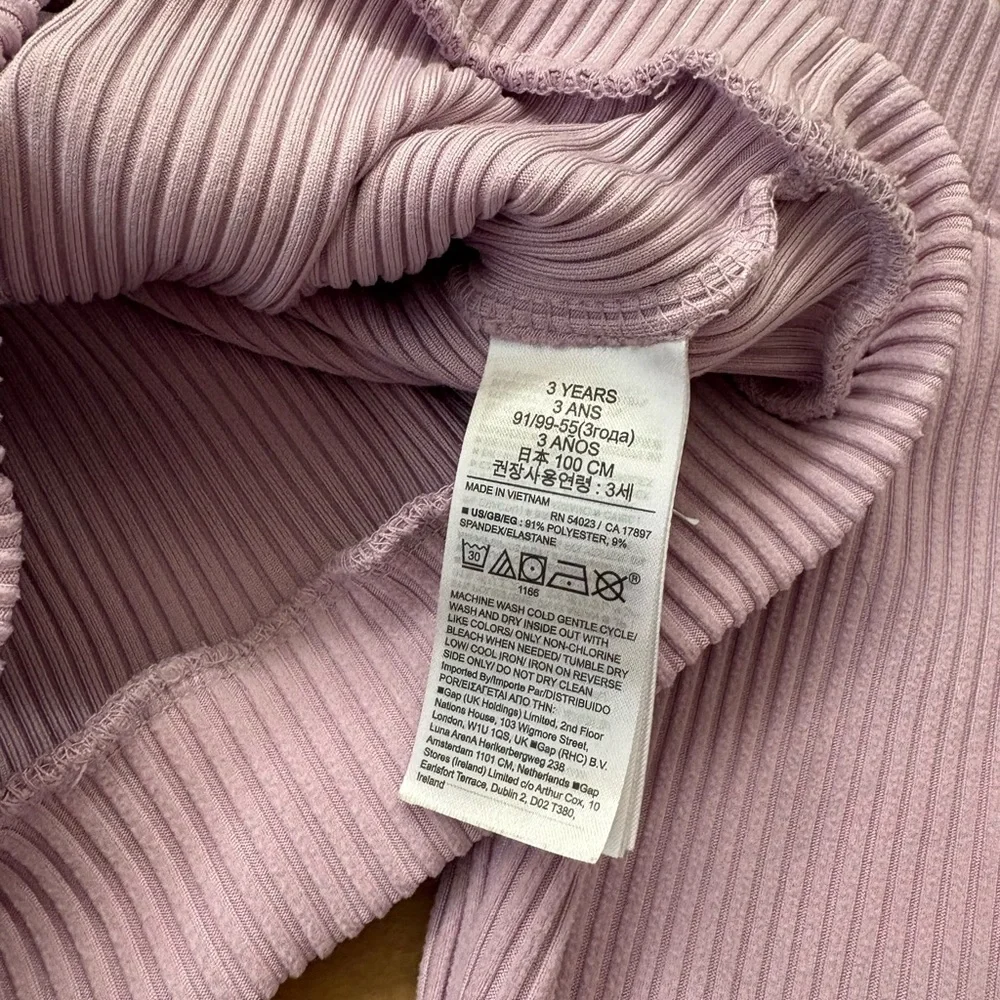 3 YEARS
3 ANS
91/99-55(3года)
3 AÑOS
日本 100 CM
권장사용연령 : 3세
MADE IN VIETNAM
RN 54023 / CA 17897
■ US/GB/EG : 91% POLYESTER, 9%
SPANDEX/ELASTANE
30
®
1166
MACHINE WASH COLD GENTLE CYCLE/
WASH AND DRY INSIDE OUT WITH
LIKE COLORS/ ONLY NON-CHLORINE
BLEACH WHEN NEEDED/ TUMBLE DRY
LOW/ COOL IRON/ IRON ON REVERSE
SIDE ONLY/ DO NOT DRY CLEAN
Imported By/Importe Par/DISTRIBUIDO
POR/ΕΙΣΑΓΕΤΑΙ ΑΠΟ ΤΗΝ:
■Gap (UK Holdings) Limited, 2nd Floor
Nations House, 103 Wigmore Street,
London, W1U 1QS, UK ■Gap (RHC) B.V.
Luna ArenA Herikerbergweg 238
Amsterdam 1101 CM, Netherlands ■Gap
Stores (Ireland) Limited c/o Arthur Cox, 10
Earlsfort Terrace, Dublin 2, D02 T380,
Ireland